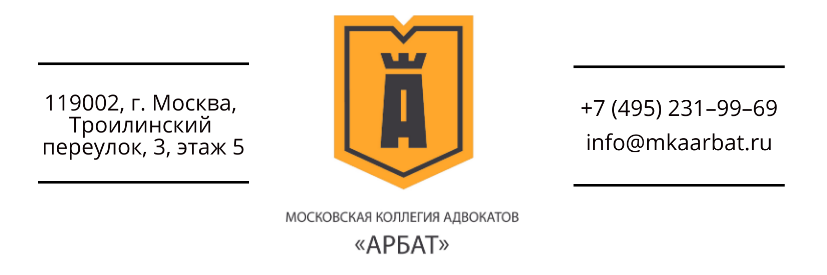 119002, г. Москва,
Троилинский
переулок, 3, этаж 5
МОСКОВСКАЯ КОЛЛЕГИЯ АДВОКАТОВ
«АРБАТ»
+7 (495) 231–99–69
info@mkaarbat.ru